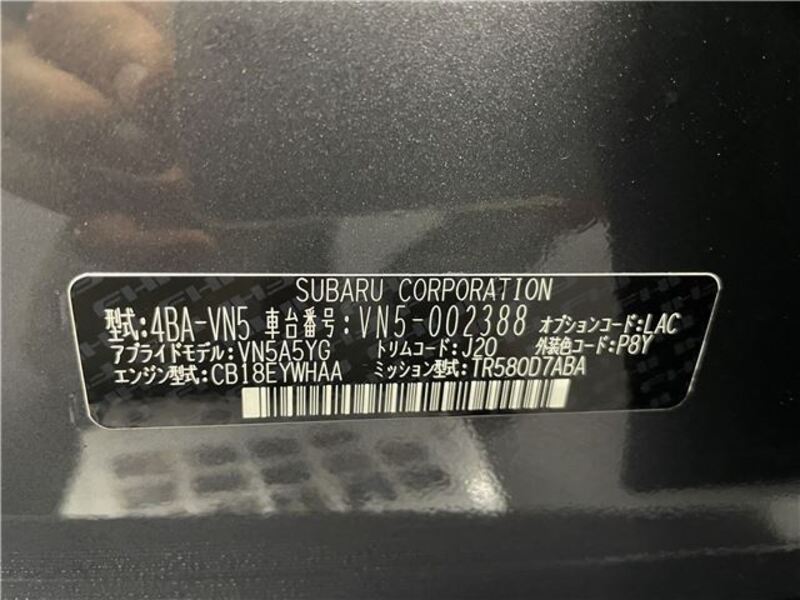 SUBARU CORPORATION
型式:4BA-VN5 車台番号:VN5-002388 オプションコード:LAC
アプライドモデル:VN5A5YG トリムコード:J20 外装色コード:P8Y
エンジン型式:CB18EYWHAA ミッション型式:TR580D7ABA